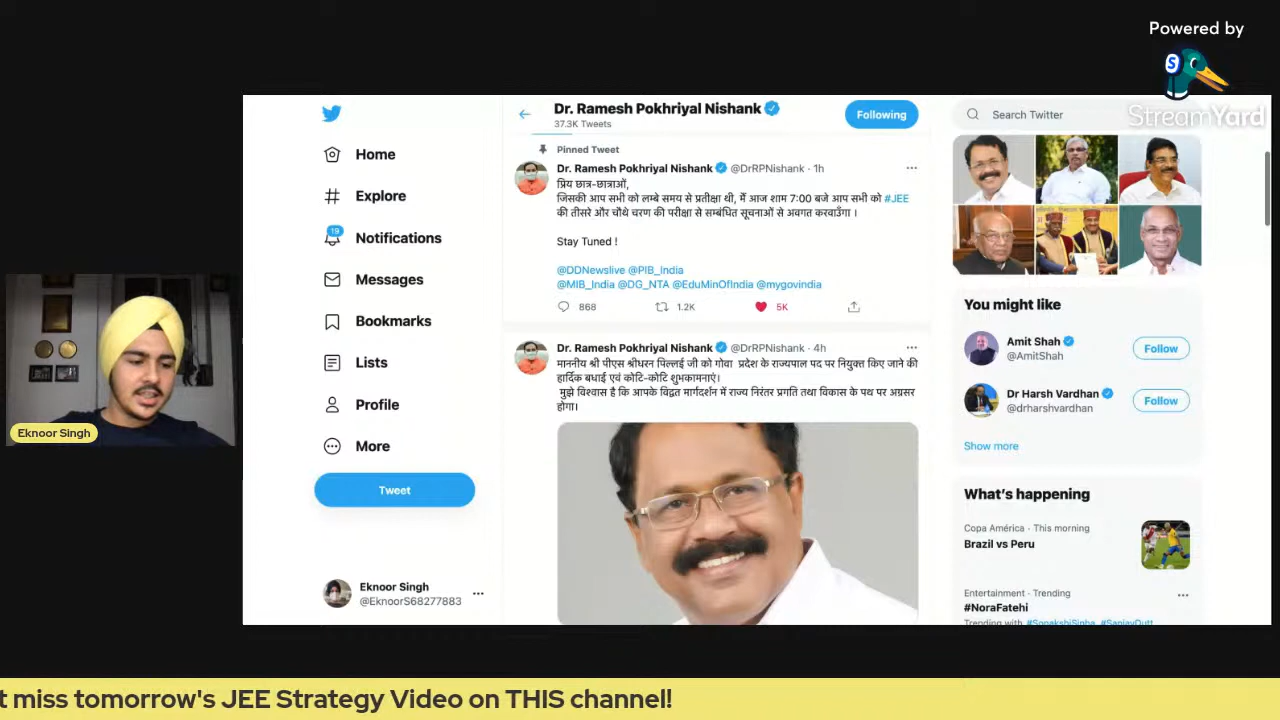 Powered by
StreamYard
Home
Explore
19
Notifications
Messages
Bookmarks
Lists
Profile
More
Tweet
Eknoor Singh
@EknoorS68277883
Dr. Ramesh Pokhriyal Nishank
37.3K Tweets
Following
Pinned Tweet
Dr. Ramesh Pokhriyal Nishank @DrRPNishank · 1h
प्रिय छात्र-छात्राओं,
जिसकी आप सभी को लम्बे समय से प्रतीक्षा थी, मैं आज शाम 7:00 बजे आप सभी को #JEE
की तीसरे और चौथे चरण की परीक्षा से सम्बंधित सूचनाओं से अवगत करवाउँगा ।
Stay Tuned !
@DDNewslive @PIB_India
@MIB_India @DG_NTA @EduMinOfIndia @mygovindia
868 1.2K 5K
Dr. Ramesh Pokhriyal Nishank @DrRPNishank · 4h
माननीय श्री पीएस श्रीधरन पिल्लई जी को गोवा प्रदेश के राज्यपाल पद पर नियुक्त किए जाने की
हार्दिक बधाई एवं कोटि-कोटि शुभकामनाएं।
मुझे विश्वास है कि आपके विद्वत मार्गदर्शन में राज्य निरंतर प्रगति तथा विकास के पथ पर अग्रसर
होगा।
Search Twitter
You might like
Amit Shah
@AmitShah
Follow
Dr Harsh Vardhan
@drharshvardhan
Follow
Show more
What's happening
Copa América · This morning
Brazil vs Peru
Entertainment · Trending
#NoraFatehi
Trending with #SonakshiSinha, #SanjayDutt
Eknoor Singh
t miss tomorrow's JEE Strategy Video on THIS channel!